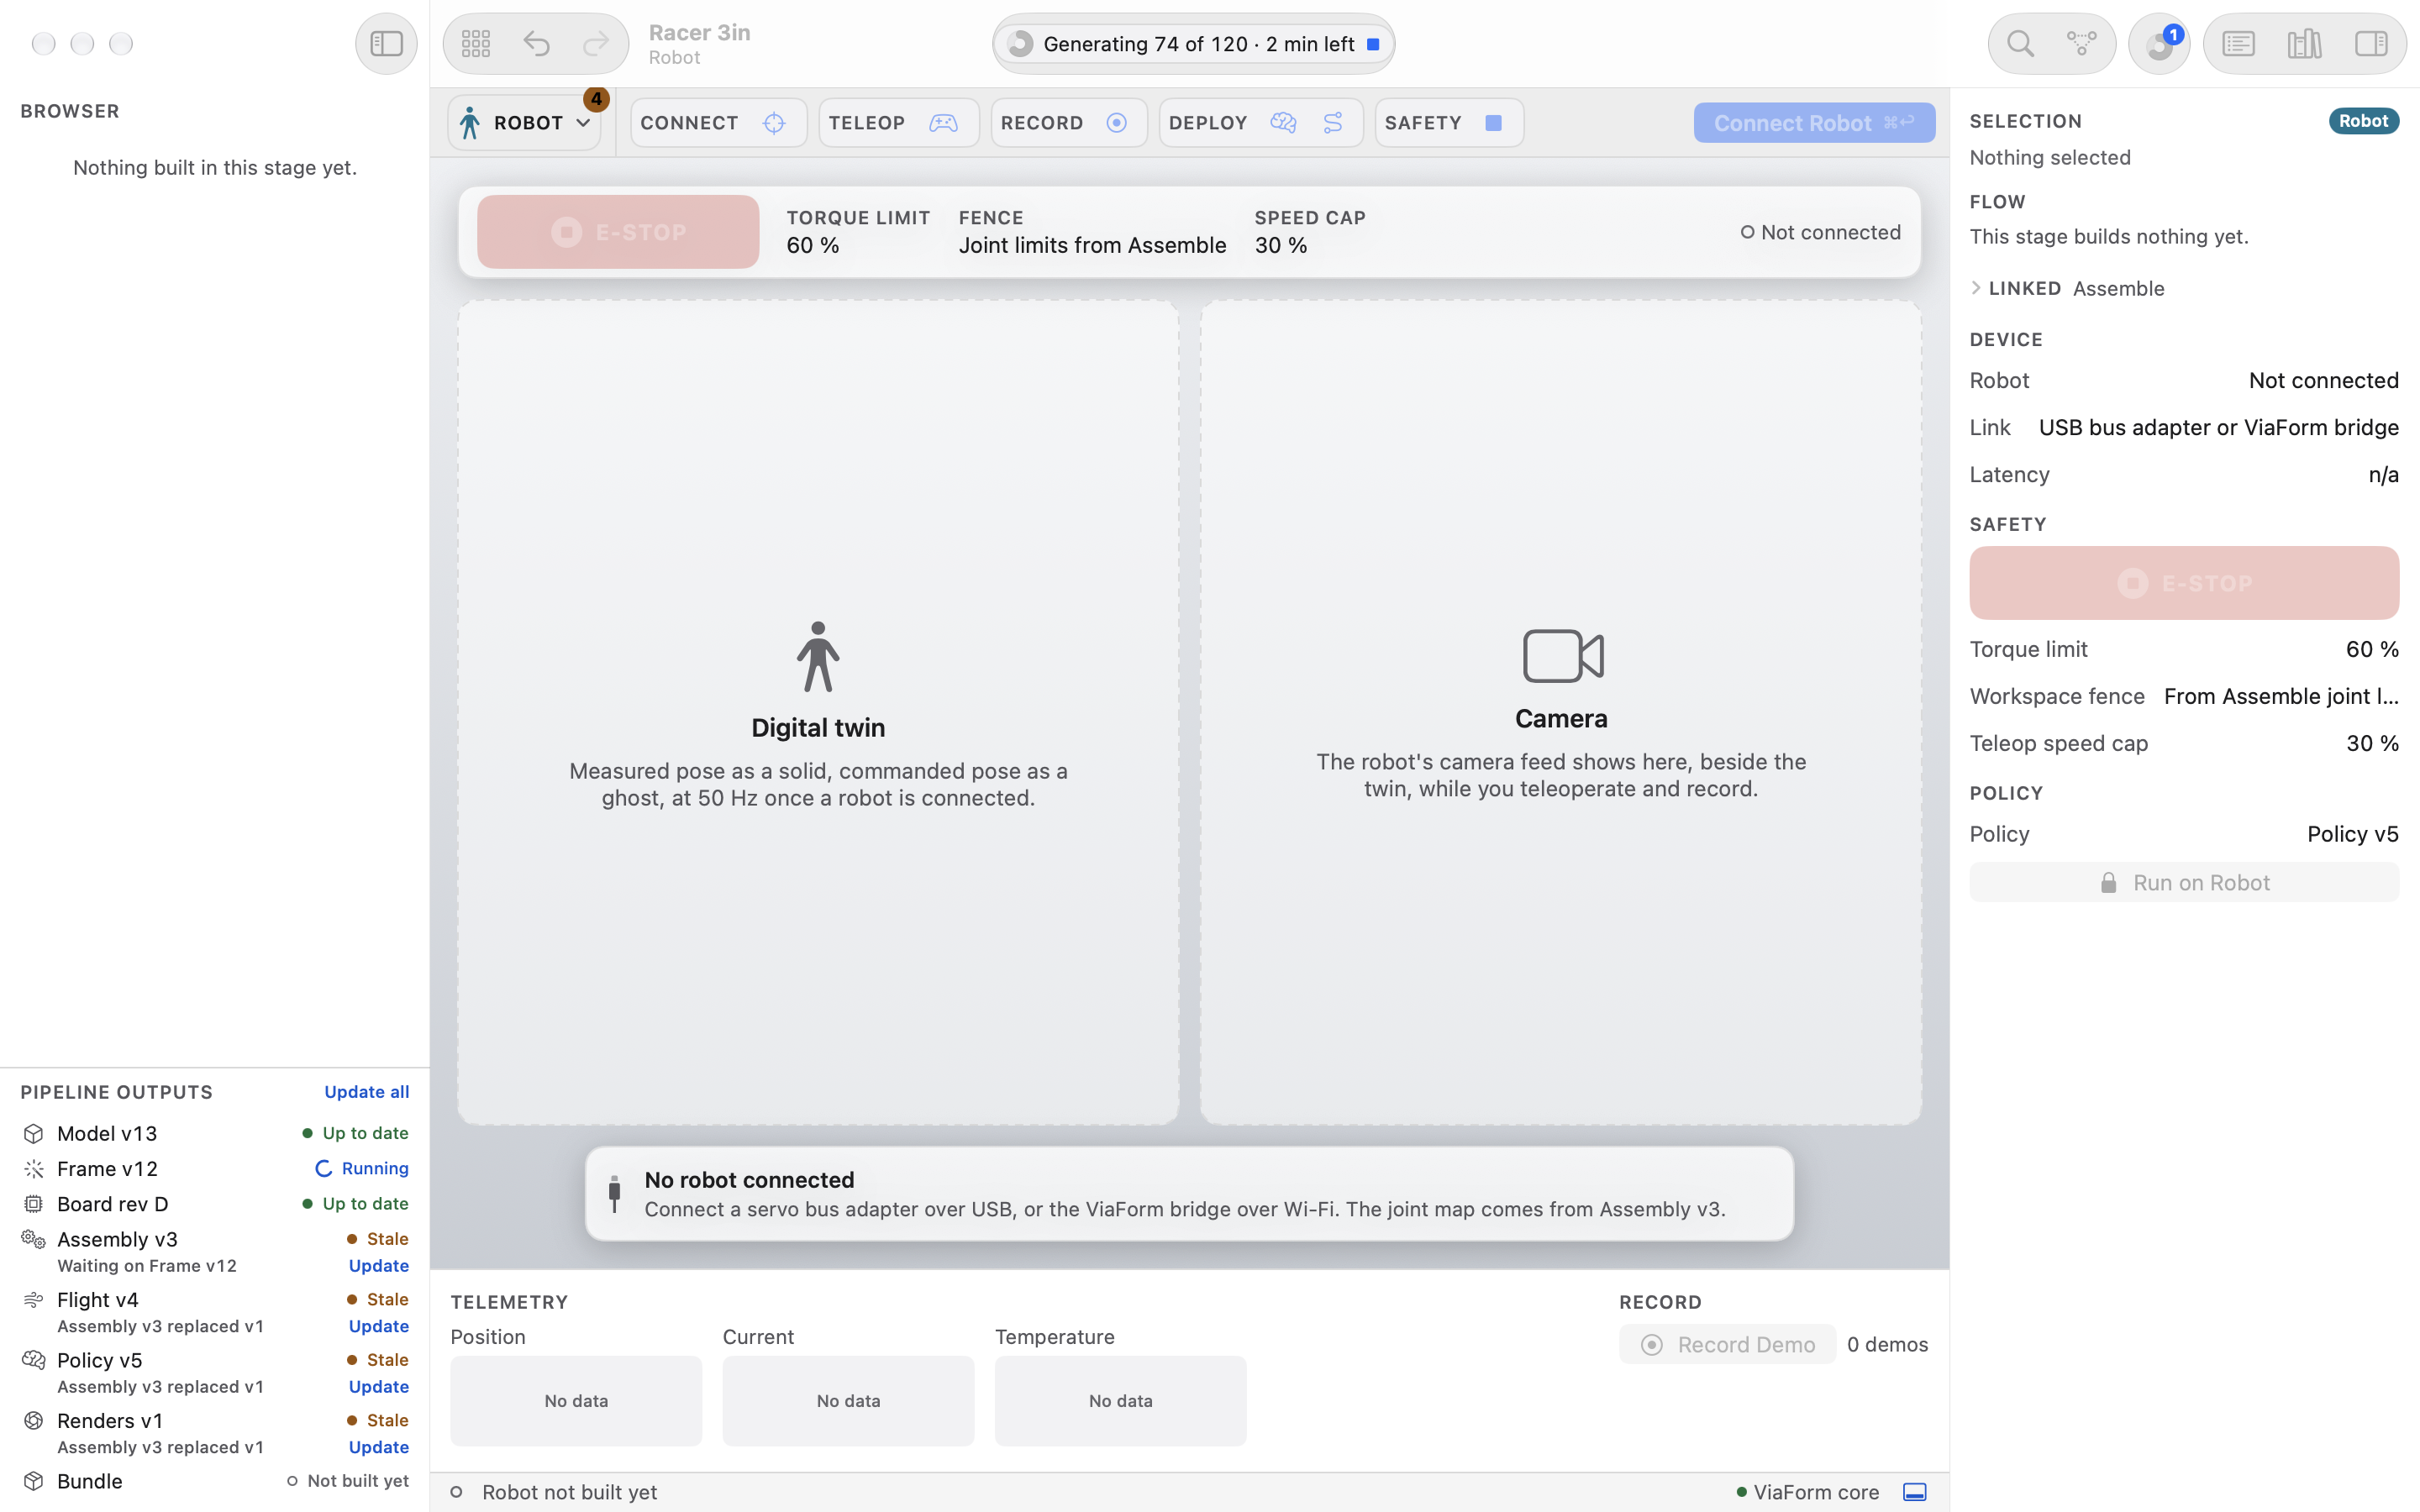 Racer 3in
Robot
Generating 74 of 120 · 2 min left
1
BROWSER
Nothing built in this stage yet.
ROBOT
4
CONNECT
TELEOP
RECORD
DEPLOY
SAFETY
Connect Robot ⌘↩
E-STOP
TORQUE LIMIT
60 %
FENCE
Joint limits from Assemble
SPEED CAP
30 %
Not connected
Digital twin
Measured pose as a solid, commanded pose as a
ghost, at 50 Hz once a robot is connected.
Camera
The robot's camera feed shows here, beside the
twin, while you teleoperate and record.
No robot connected
Connect a servo bus adapter over USB, or the ViaForm bridge over Wi-Fi. The joint map comes from Assembly v3.
TELEMETRY
Position
No data
Current
No data
Temperature
No data
RECORD
Record Demo
0 demos
Robot not built yet
ViaForm core
PIPELINE OUTPUTS
Update all
Model v13
Up to date
Frame v12
Running
Board rev D
Up to date
Assembly v3
Stale
Waiting on Frame v12
Update
Flight v4
Stale
Assembly v3 replaced v1
Update
Policy v5
Stale
Assembly v3 replaced v1
Update
Renders v1
Stale
Assembly v3 replaced v1
Update
Bundle
Not built yet
SELECTION
Robot
Nothing selected
FLOW
This stage builds nothing yet.
LINKED Assemble
DEVICE
Robot
Not connected
Link
USB bus adapter or ViaForm bridge
Latency
n/a
SAFETY
E-STOP
Torque limit
60 %
Workspace fence
From Assemble joint l...
Teleop speed cap
30 %
POLICY
Policy
Policy v5
Run on Robot